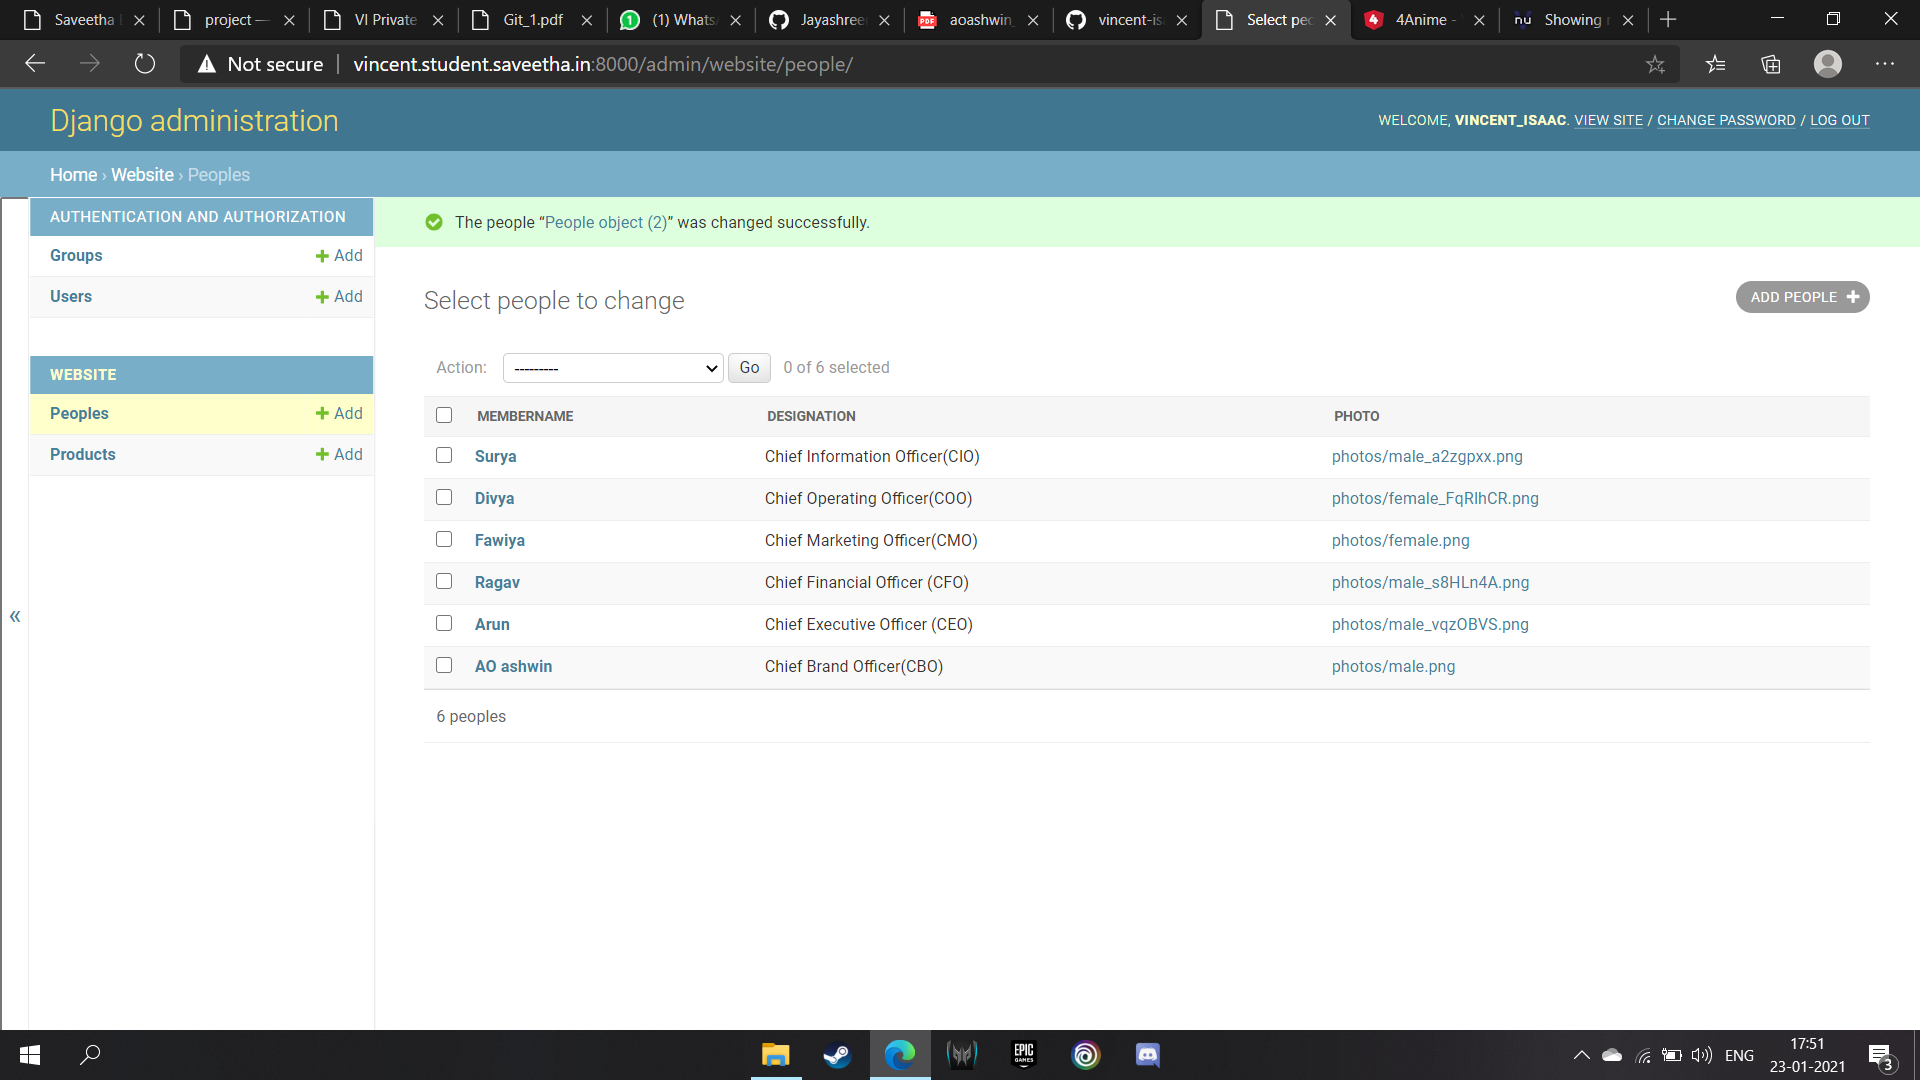 Saveetha
project —
VI Private
Git_1.pdf
(1) Whats
Jayashree
aoashwin_
vincent-is
Select peo
4Anime -
Showing
Not secure | vincent.student.saveetha.in:8000/admin/website/people/
Django administration
WELCOME, VINCENT_ISAAC. VIEW SITE / CHANGE PASSWORD / LOG OUT
Home › Website › Peoples
AUTHENTICATION AND AUTHORIZATION
Groups + Add
Users + Add
WEBSITE
Peoples + Add
Products + Add
«
The people “People object (2)” was changed successfully.
Select people to change
ADD PEOPLE +
Action: --------- Go 0 of 6 selected
MEMBERNAME DESIGNATION PHOTO
Surya Chief Information Officer(CIO) photos/male_a2zgpxx.png
Divya Chief Operating Officer(COO) photos/female_FqRlhCR.png
Fawiya Chief Marketing Officer(CMO) photos/female.png
Ragav Chief Financial Officer (CFO) photos/male_s8HLn4A.png
Arun Chief Executive Officer (CEO) photos/male_vqzOBVS.png
AO ashwin Chief Brand Officer(CBO) photos/male.png
6 peoples
EPIC GAMES
ENG
17:51
23-01-2021
3